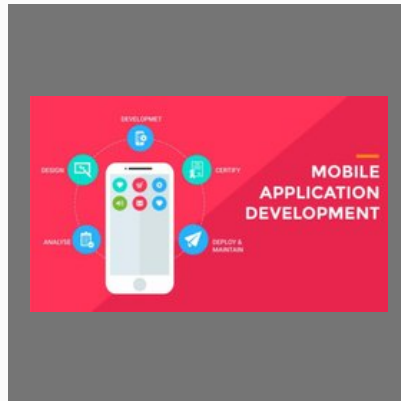 DEVELOPMET
DESIGN
CERTIFY
MOBILE
APPLICATION
DEVELOPMENT
ANALYSE
DEPLOY &
MAINTAIN